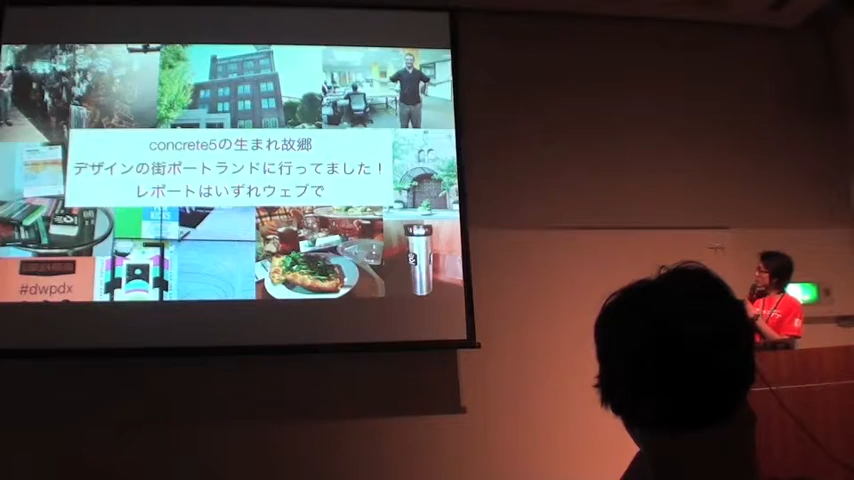 concrete5の生まれ故郷
デザインの街ポートランドに行ってました！
レポートはいずれウェブで
#dwpdx